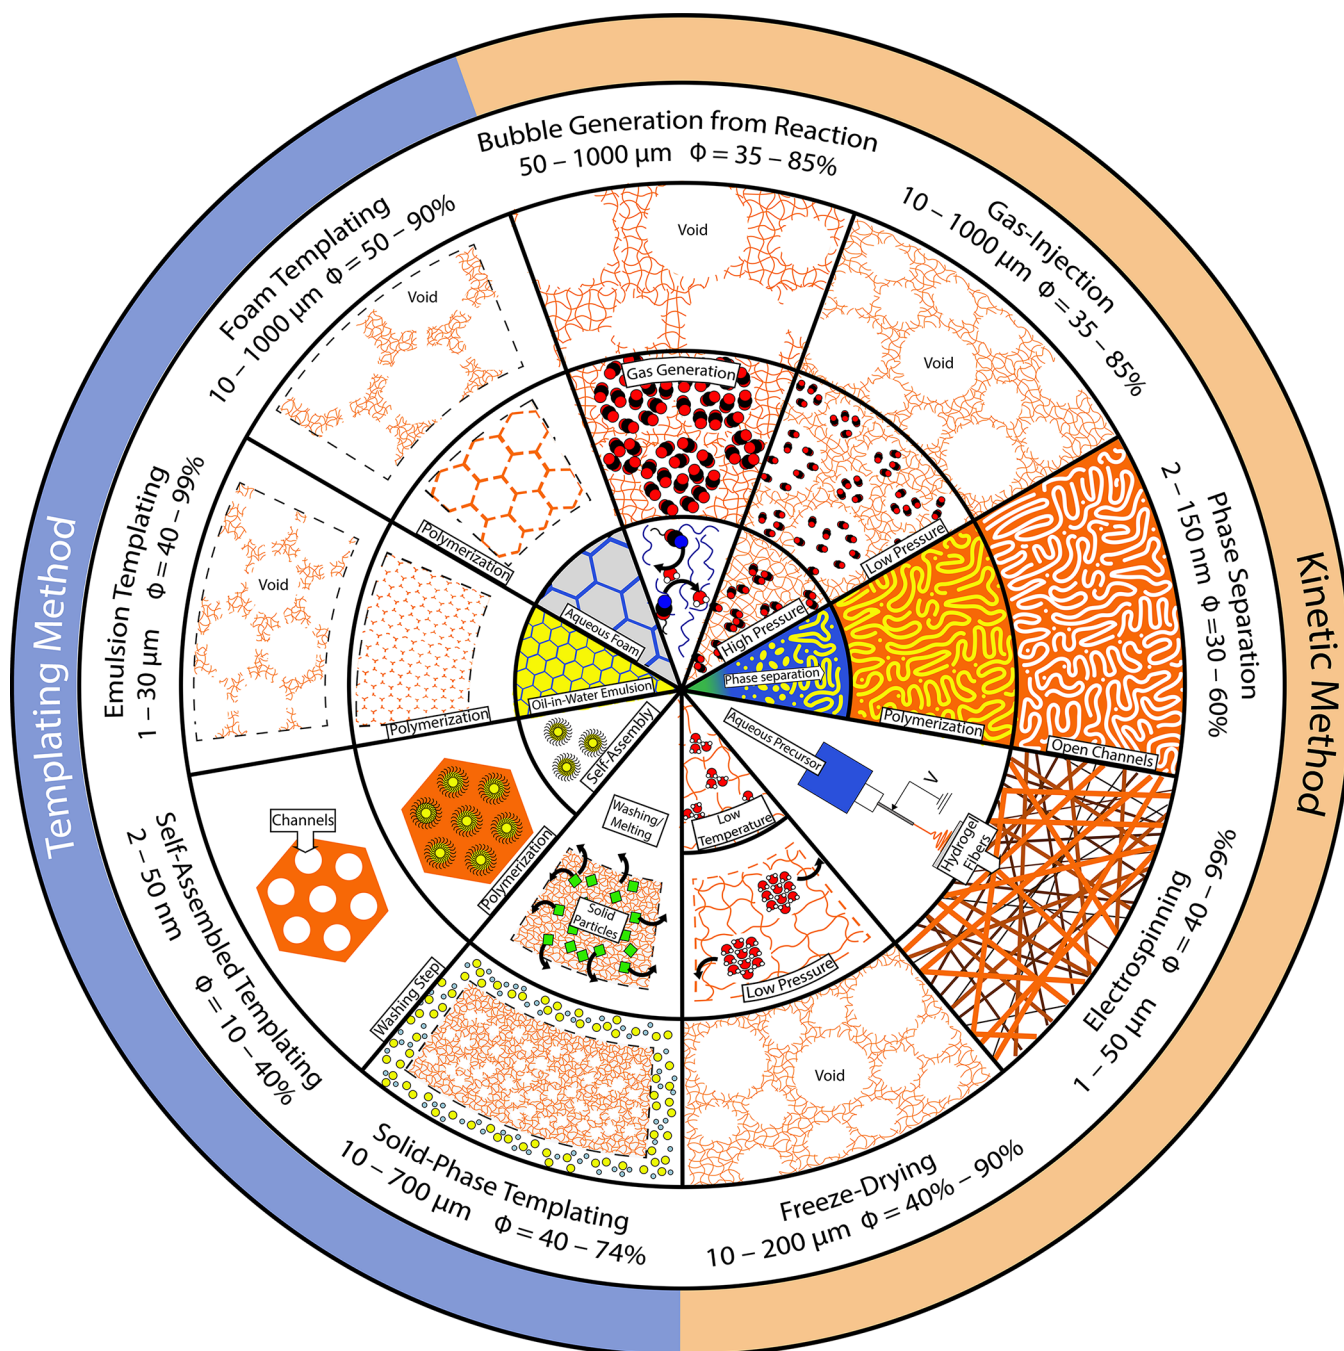 Templating Method
Kinetic Method
Bubble Generation from Reaction
50 – 1000 μm Φ = 35 – 85%
Void
Gas Generation
Gas-Injection
10 – 1000 μm Φ = 35 – 85%
Void
Low Pressure
High Pressure
Phase Separation
2 – 150 nm Φ =30 – 60%
Phase separation
Polymerization
Open Channels
Electrospinning
1 – 50 μm Φ = 40 – 99%
Aqueous Precursor
V
Hydrogel
Fibers
Freeze-Drying
10 – 200 μm Φ = 40% – 90%
Low
Temperature
Low Pressure
Void
Solid-Phase Templating
10 – 700 μm Φ = 40 – 74%
Washing/
Melting
Solid
Particles
Washing Step
Self-Assembled Templating
2 – 50 nm Φ = 10 – 40%
Self-Assembly
Polymerization
Channels
Emulsion Templating
1 – 30 μm Φ = 40 – 99%
Void
Polymerization
Oil-in-Water Emulsion
Foam Templating
10 – 1000 μm Φ = 50 – 90%
Void
Polymerization
Aqueous Foam